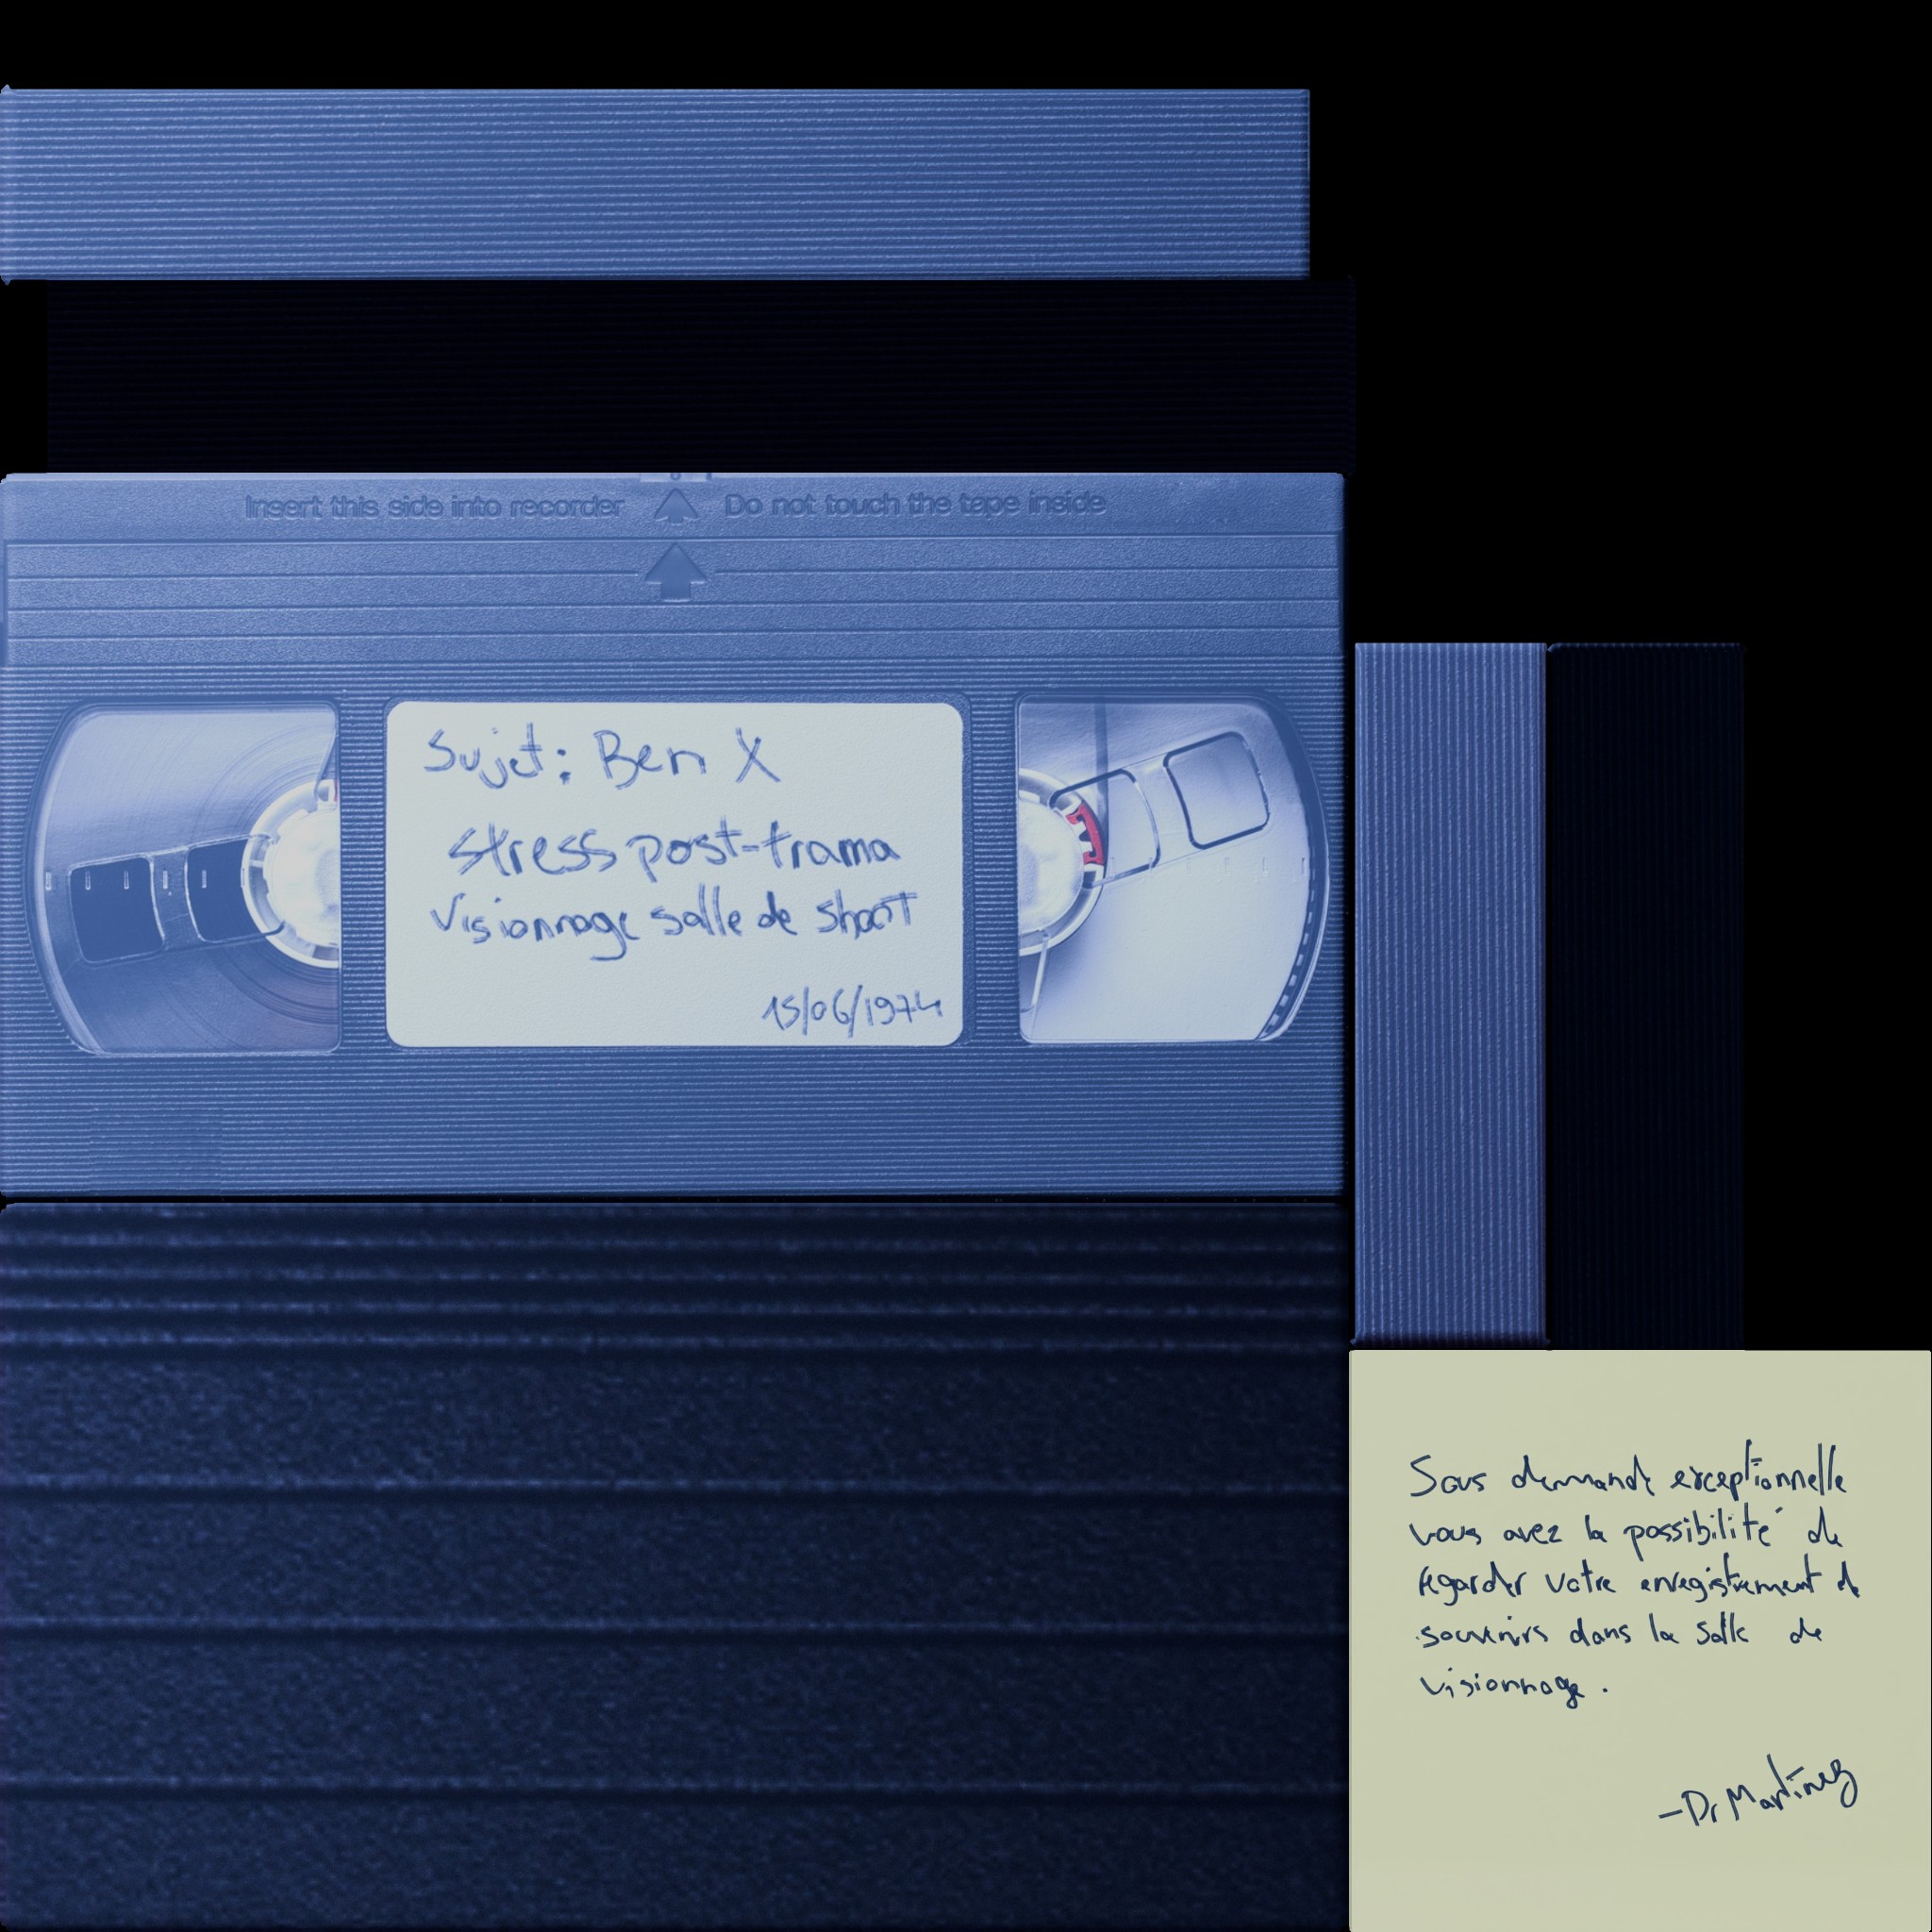 Insert this side into recorder Do not touch the tape inside
Sujet: Ben X
stress post-trama
Visionnage salle de shoot
15/06/1974
Sous demande exceptionnelle
vous avez la possibilité de
regarder votre enregistrement de
souvenirs dans la salle de
visionnage.
-Dr Martinez